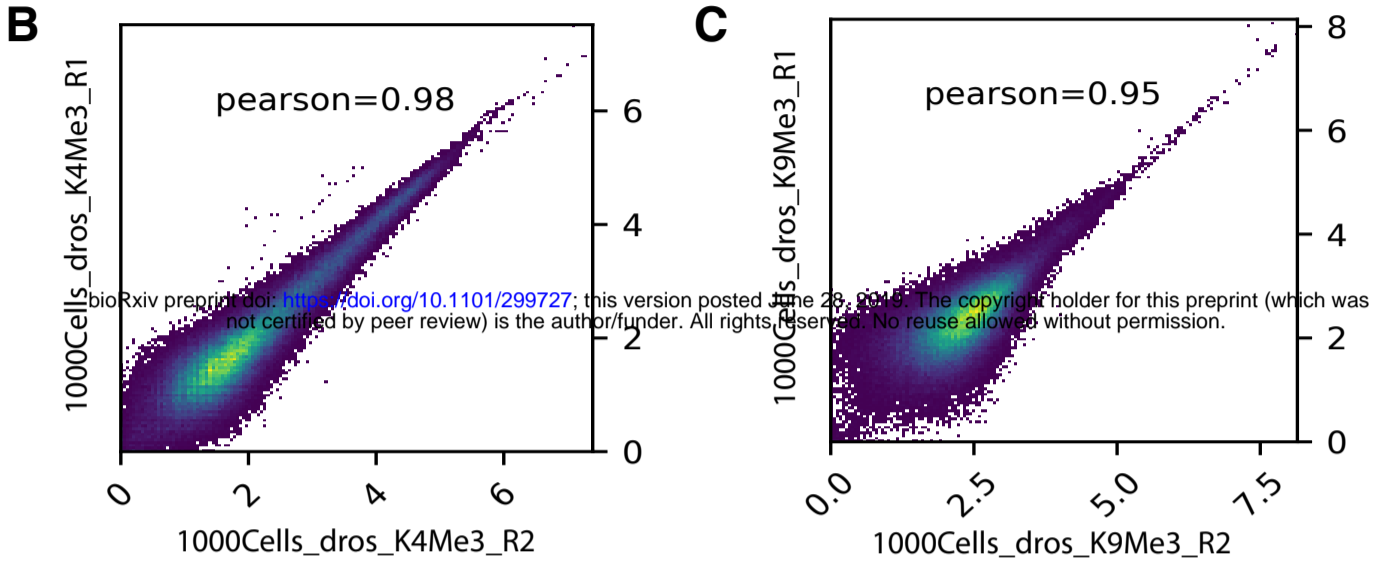 B
1000Cells_dros_K4Me3_R1
pearson=0.98
6
4
2
0
0 2 4 6
1000Cells_dros_K4Me3_R2
C
1000Cells_dros_K9Me3_R1
pearson=0.95
8
6
4
2
0
0.0 2.5 5.0 7.5
1000Cells_dros_K9Me3_R2
bioRxiv preprint doi: https://doi.org/10.1101/299727; this version posted June 28, 2019. The copyright holder for this preprint (which was
not certified by peer review) is the author/funder. All rights reserved. No reuse allowed without permission.